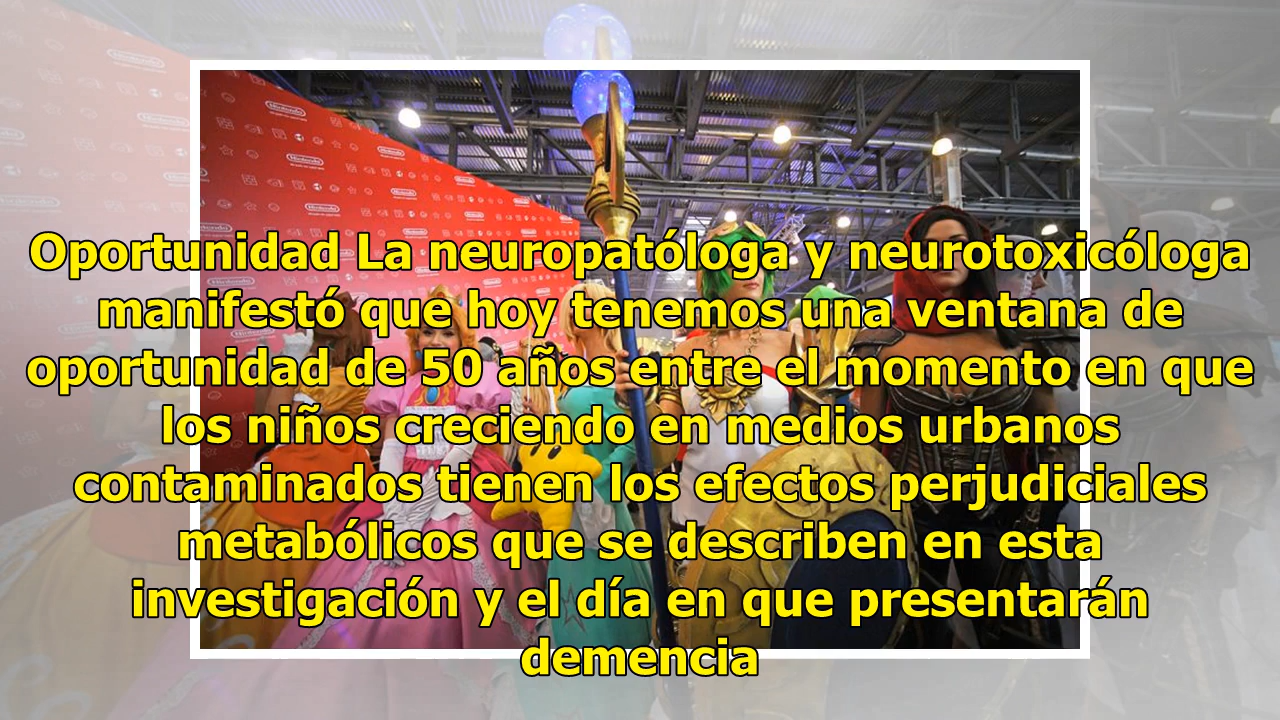 Nintendo
Oportunidad La neuropatóloga y neurotoxicóloga
manifestó que hoy tenemos una ventana de
oportunidad de 50 años entre el momento en que
los niños creciendo en medios urbanos
contaminados tienen los efectos perjudiciales
metabólicos que se describen en esta
investigación y el día en que presentarán
demencia